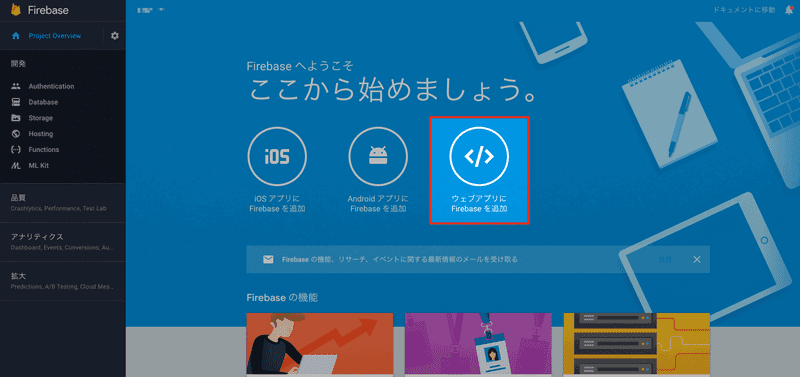 Firebase
ドキュメントに移動
Project Overview
開発
Authentication
Database
Storage
Hosting
Functions
ML Kit
品質
Crashlytics, Performance, Test Lab
アナリティクス
Dashboard, Events, Conversions, Au...
拡大
Predictions, A/B Testing, Cloud Mes...
Firebase へようこそ
ここから始めましょう。
iOS
</>
iOS アプリに
Firebase を追加
Android アプリに
Firebase を追加
ウェブアプリに
Firebase を追加
Firebase の機能、リサーチ、イベントに関する最新情報のメールを受け取る
Firebase の機能